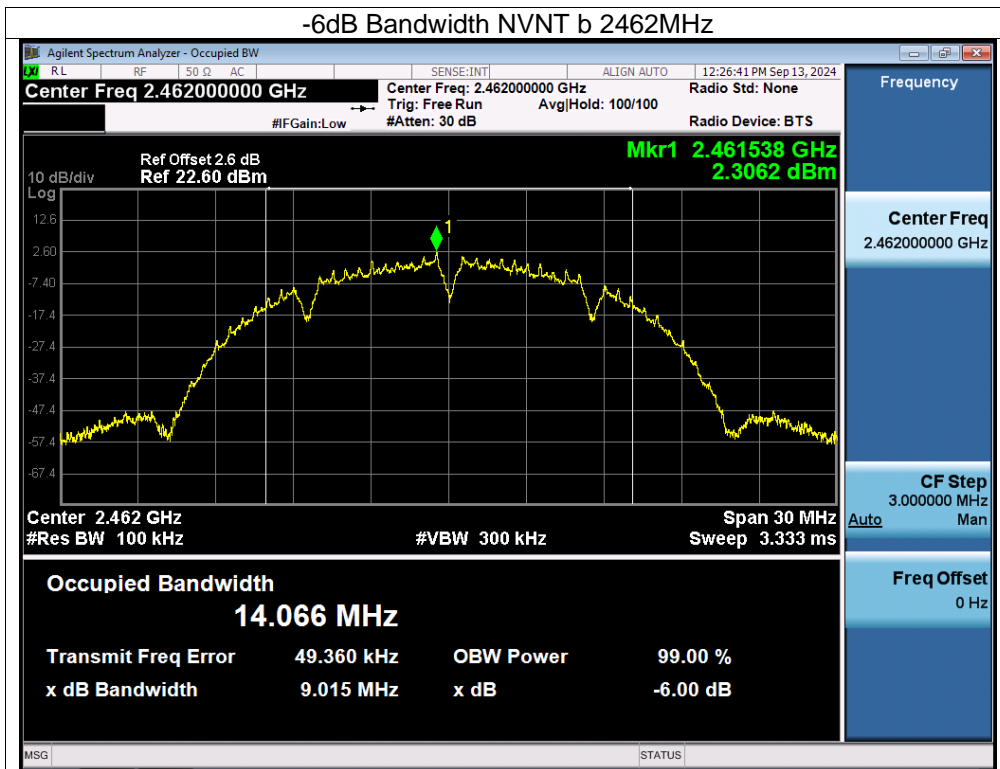 -6dB Bandwidth NVNT b 2462MHz
Agilent Spectrum Analyzer - Occupied BW
LXI RL RF 50 Ω AC SENSE:INT ALIGN AUTO 12:26:41 PM Sep 13, 2024
Center Freq 2.462000000 GHz
Center Freq: 2.462000000 GHz Radio Std: None
Trig: Free Run Avg|Hold: 100/100
#IFGain:Low #Atten: 30 dB Radio Device: BTS
Frequency
Mkr1 2.461538 GHz
2.3062 dBm
Ref Offset 2.6 dB
10 dB/div Ref 22.60 dBm
Log
12.6
2.60
-7.40
-17.4
-27.4
-37.4
-47.4
-57.4
-67.4
1
Center 2.462 GHz Span 30 MHz
#Res BW 100 kHz #VBW 300 kHz Sweep 3.333 ms
Center Freq
2.462000000 GHz
CF Step
3.000000 MHz
Auto Man
Freq Offset
0 Hz
Occupied Bandwidth
14.066 MHz
Transmit Freq Error 49.360 kHz OBW Power 99.00 %
x dB Bandwidth 9.015 MHz x dB -6.00 dB
MSG STATUS